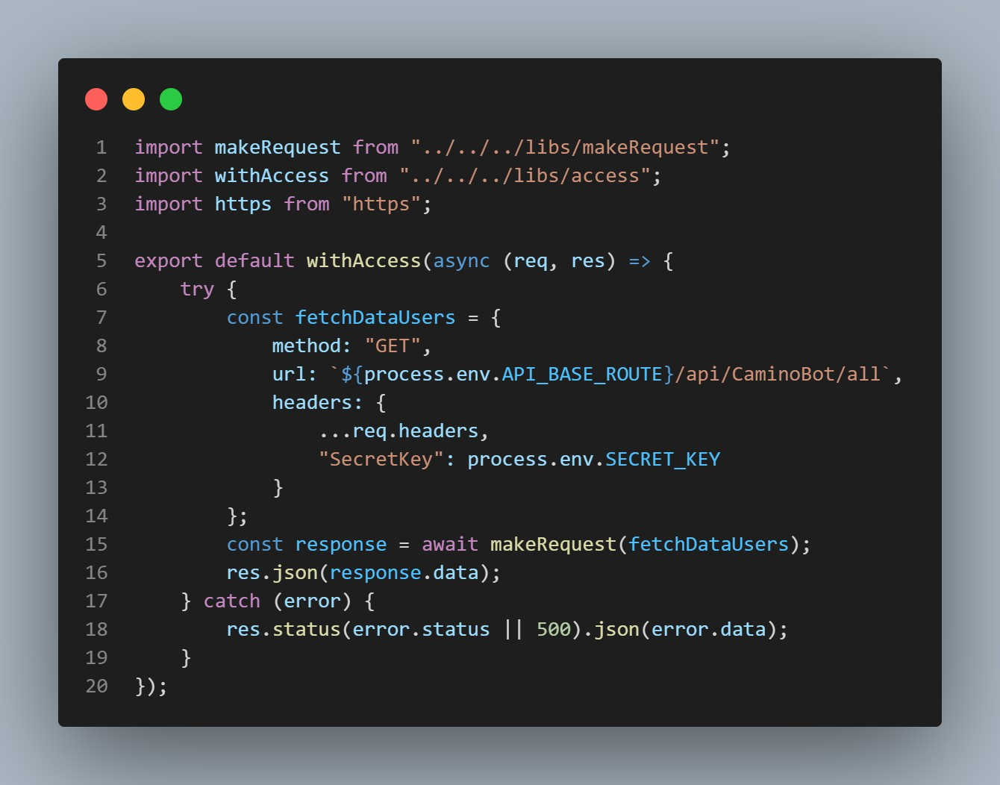 1 import makeRequest from "../../../libs/makeRequest";
2 import withAccess from "../../../libs/access";
3 import https from "https";
4
5 export default withAccess(async (req, res) => {
6     try {
7         const fetchDataUsers = {
8             method: "GET",
9             url: `${process.env.API_BASE_ROUTE}/api/CaminoBot/all`,
10             headers: {
11                 ...req.headers,
12                 "SecretKey": process.env.SECRET_KEY
13             }
14         };
15         const response = await makeRequest(fetchDataUsers);
16         res.json(response.data);
17     } catch (error) {
18         res.status(error.status || 500).json(error.data);
19     }
20 });